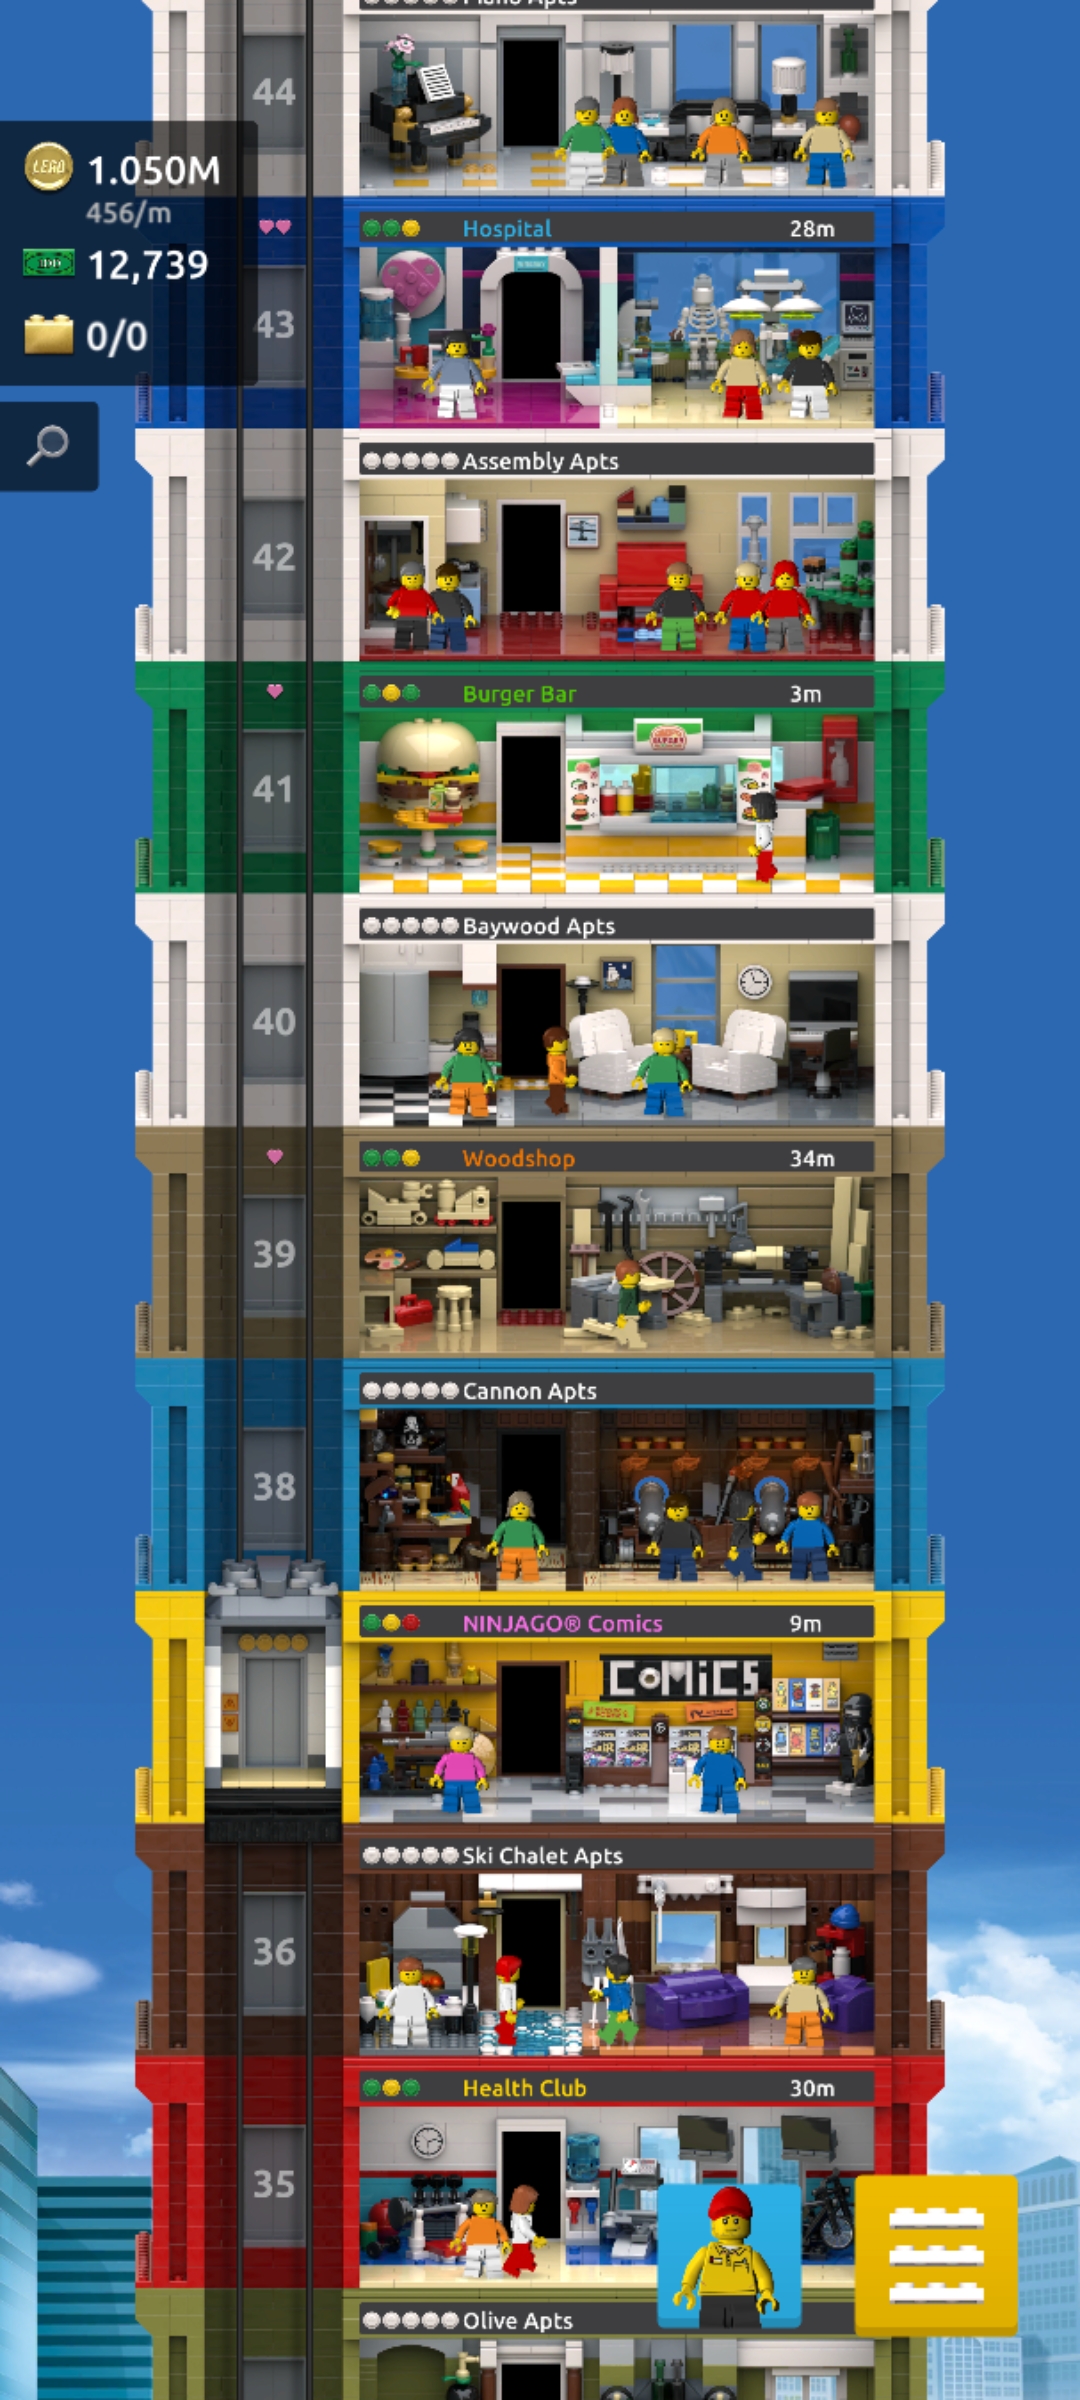 Piano Apts
44
LEGO 1.050M
456/m
12,739
0/0
Hospital 28m
43
Assembly Apts
42
Burger Bar 3m
41
Baywood Apts
40
Woodshop 34m
39
Cannon Apts
38
NINJAGO® Comics 9m
COMICS
Ski Chalet Apts
36
Health Club 30m
35
Olive Apts